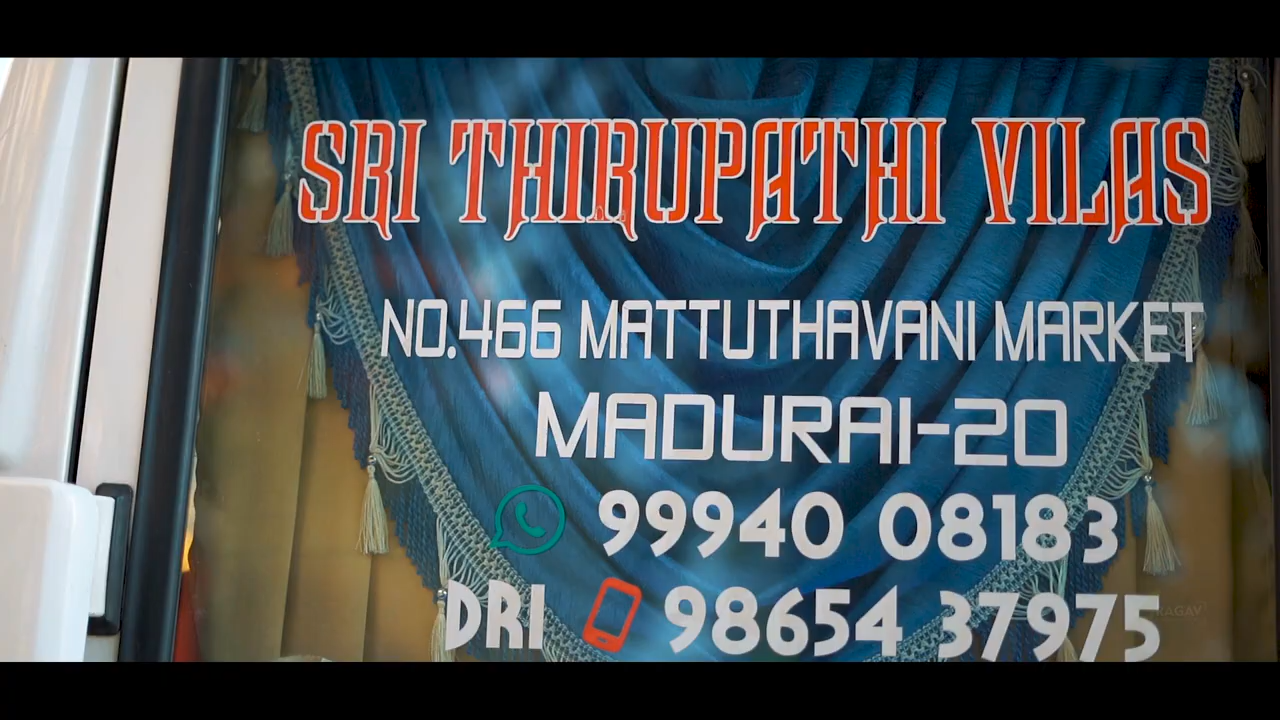 SRI THIRUPATHI VILAS
NO.466 MATTUTHAVANI MARKET
MADURAI-20
99940 08183
DRI 98654 37975